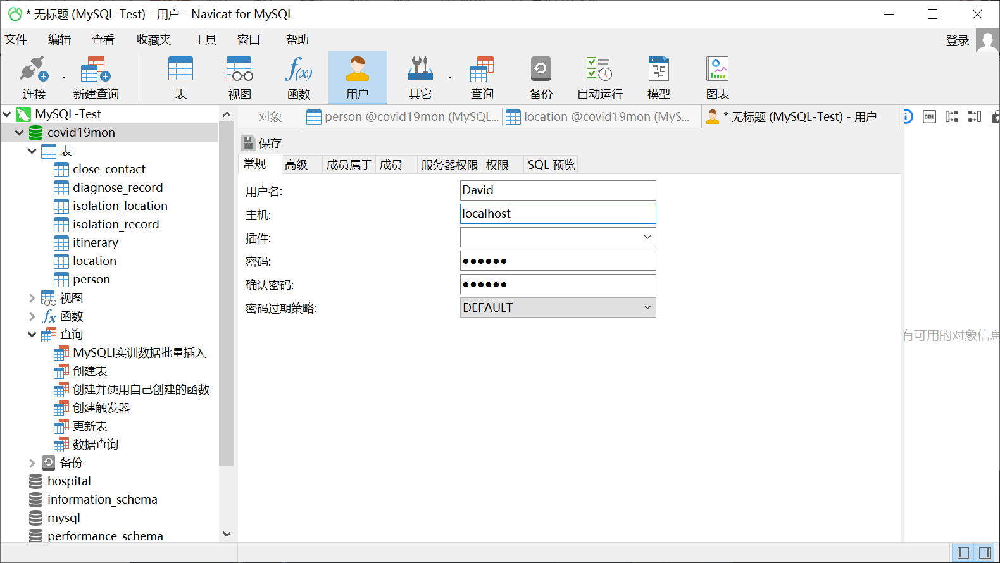 * 无标题 (MySQL-Test) - 用户 - Navicat for MySQL
文件 编辑 查看 收藏夹 工具 窗口 帮助 登录
连接 新建查询 表 视图 函数 用户 其它 查询 备份 自动运行 模型 图表
对象 person @covid19mon (MySQL... location @covid19mon (MyS... * 无标题 (MySQL-Test) - 用户
保存
常规 高级 成员属于 成员 服务器权限 权限 SQL 预览
用户名: David
主机: localhost
插件:
密码: ●●●●●●
确认密码: ●●●●●●
密码过期策略: DEFAULT
MySQL-Test
covid19mon
表
close_contact
diagnose_record
isolation_location
isolation_record
itinerary
location
person
视图
函数
查询
MySQLI实训数据批量插入
创建表
创建并使用自己创建的函数
创建触发器
更新表
数据查询
备份
hospital
information_schema
mysql
performance_schema
DDL
有可用的对象信息